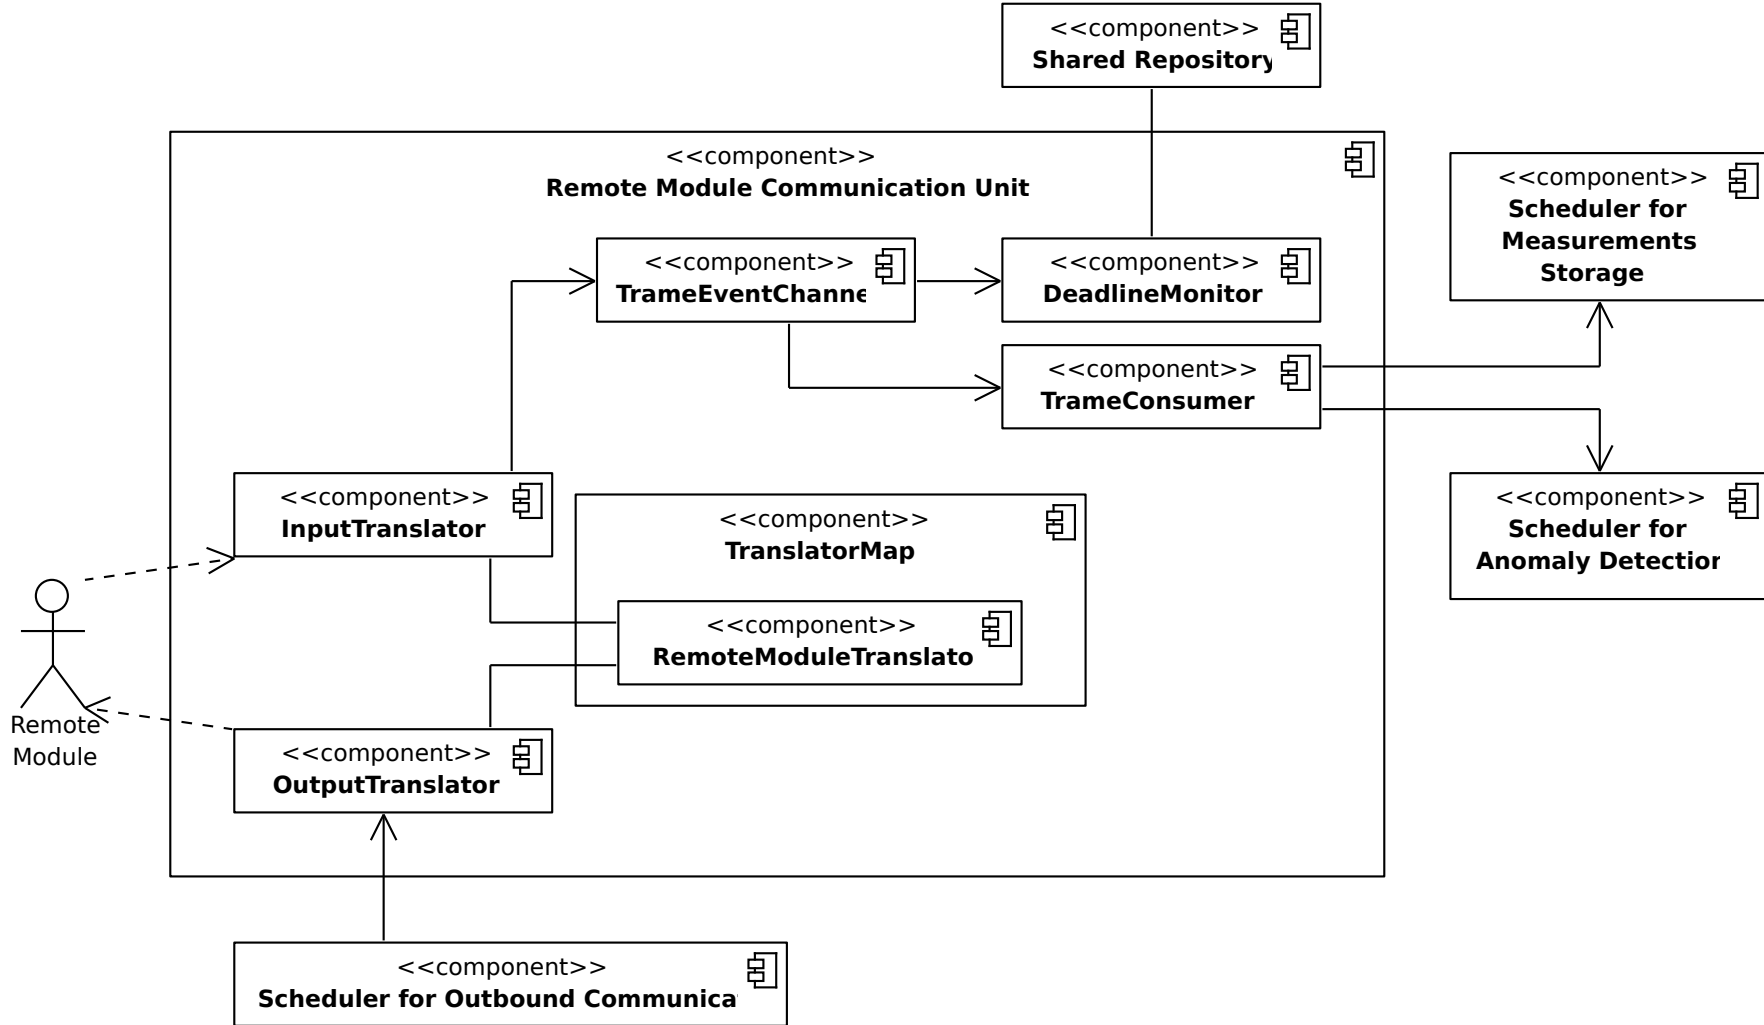 <<component>>
Shared Repository
<<component>>
Remote Module Communication Unit
<<component>>
Scheduler for
Measurements
Storage
<<component>>
TrameEventChanne
<<component>>
DeadlineMonitor
<<component>>
TrameConsumer
<<component>>
InputTranslator
<<component>>
TranslatorMap
<<component>>
Scheduler for
Anomaly Detection
<<component>>
RemoteModuleTranslato
Remote
Module
<<component>>
OutputTranslator
<<component>>
Scheduler for Outbound Communica